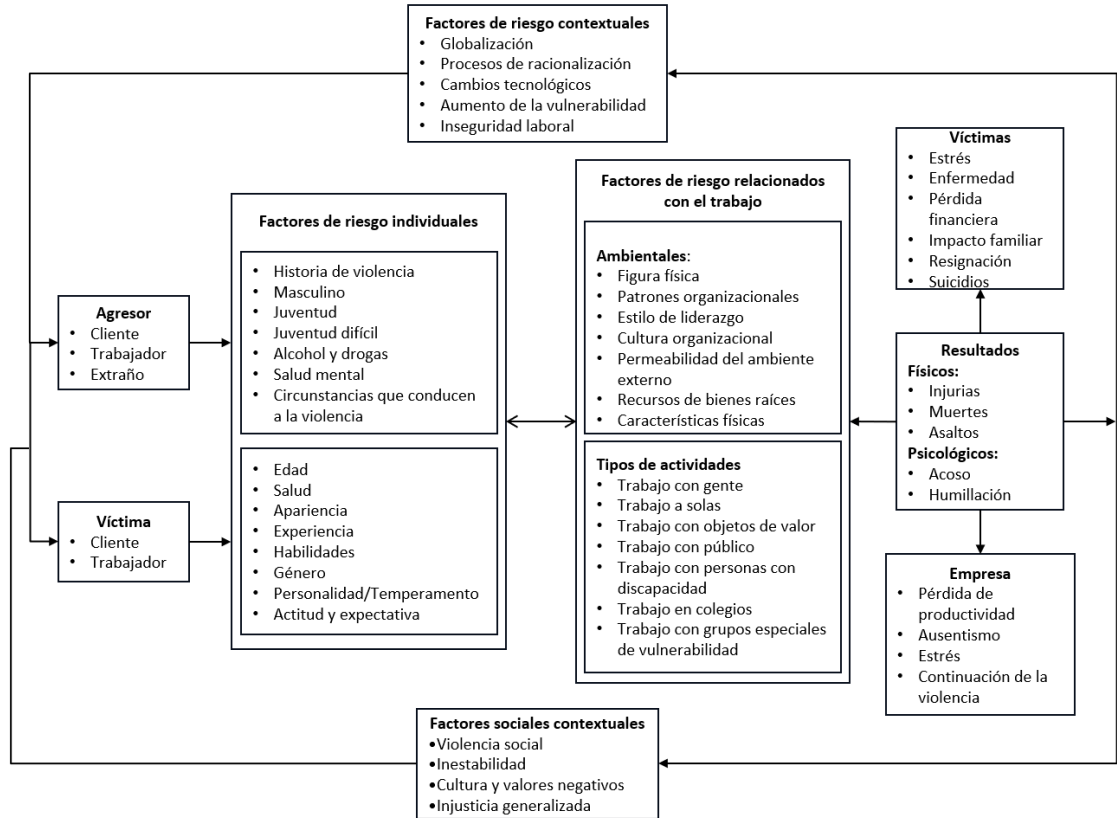 Factores de riesgo contextuales
• Globalización
• Procesos de racionalización
• Cambios tecnológicos
• Aumento de la vulnerabilidad
• Inseguridad laboral
Agresor
• Cliente
• Trabajador
• Extraño
Víctima
• Cliente
• Trabajador
Factores de riesgo individuales
• Historia de violencia
• Masculino
• Juventud
• Juventud difícil
• Alcohol y drogas
• Salud mental
• Circunstancias que conducen
a la violencia
• Edad
• Salud
• Apariencia
• Experiencia
• Habilidades
• Género
• Personalidad/Temperamento
• Actitud y expectativa
Factores de riesgo relacionados
con el trabajo
Ambientales:
• Figura física
• Patrones organizacionales
• Estilo de liderazgo
• Cultura organizacional
• Permeabilidad del ambiente
externo
• Recursos de bienes raíces
• Características físicas
Tipos de actividades
• Trabajo con gente
• Trabajo a solas
• Trabajo con objetos de valor
• Trabajo con público
• Trabajo con personas con
discapacidad
• Trabajo en colegios
• Trabajo con grupos especiales
de vulnerabilidad
Víctimas
• Estrés
• Enfermedad
• Pérdida
financiera
• Impacto familiar
• Resignación
• Suicidios
Resultados
Físicos:
• Injurias
• Muertes
• Asaltos
Psicológicos:
• Acoso
• Humillación
Empresa
• Pérdida de
productividad
• Ausentismo
• Estrés
• Continuación de la
violencia
Factores sociales contextuales
•Violencia social
•Inestabilidad
•Cultura y valores negativos
•Injusticia generalizada